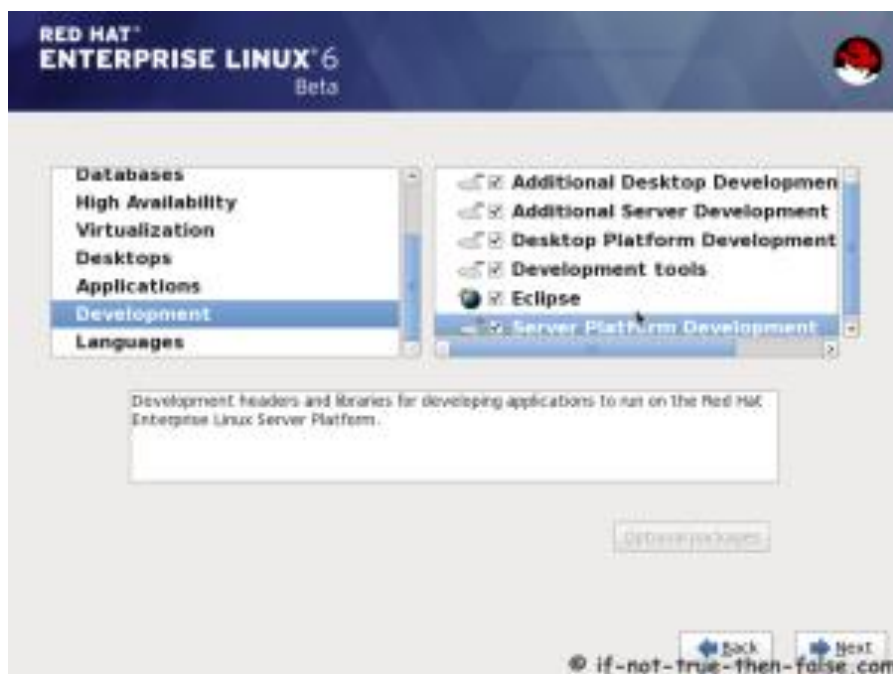 RED HAT®
ENTERPRISE LINUX® 6
Beta
Databases
High Availability
Virtualization
Desktops
Applications
Development
Languages
Additional Desktop Developmen
Additional Server Development
Desktop Platform Development
Development tools
Eclipse
Server Platform Development
Development headers and libraries for developing applications to run on the Red Hat
Enterprise Linux Server Platform.
Optional packages
Back
Next
© if-not-true-then-false.com